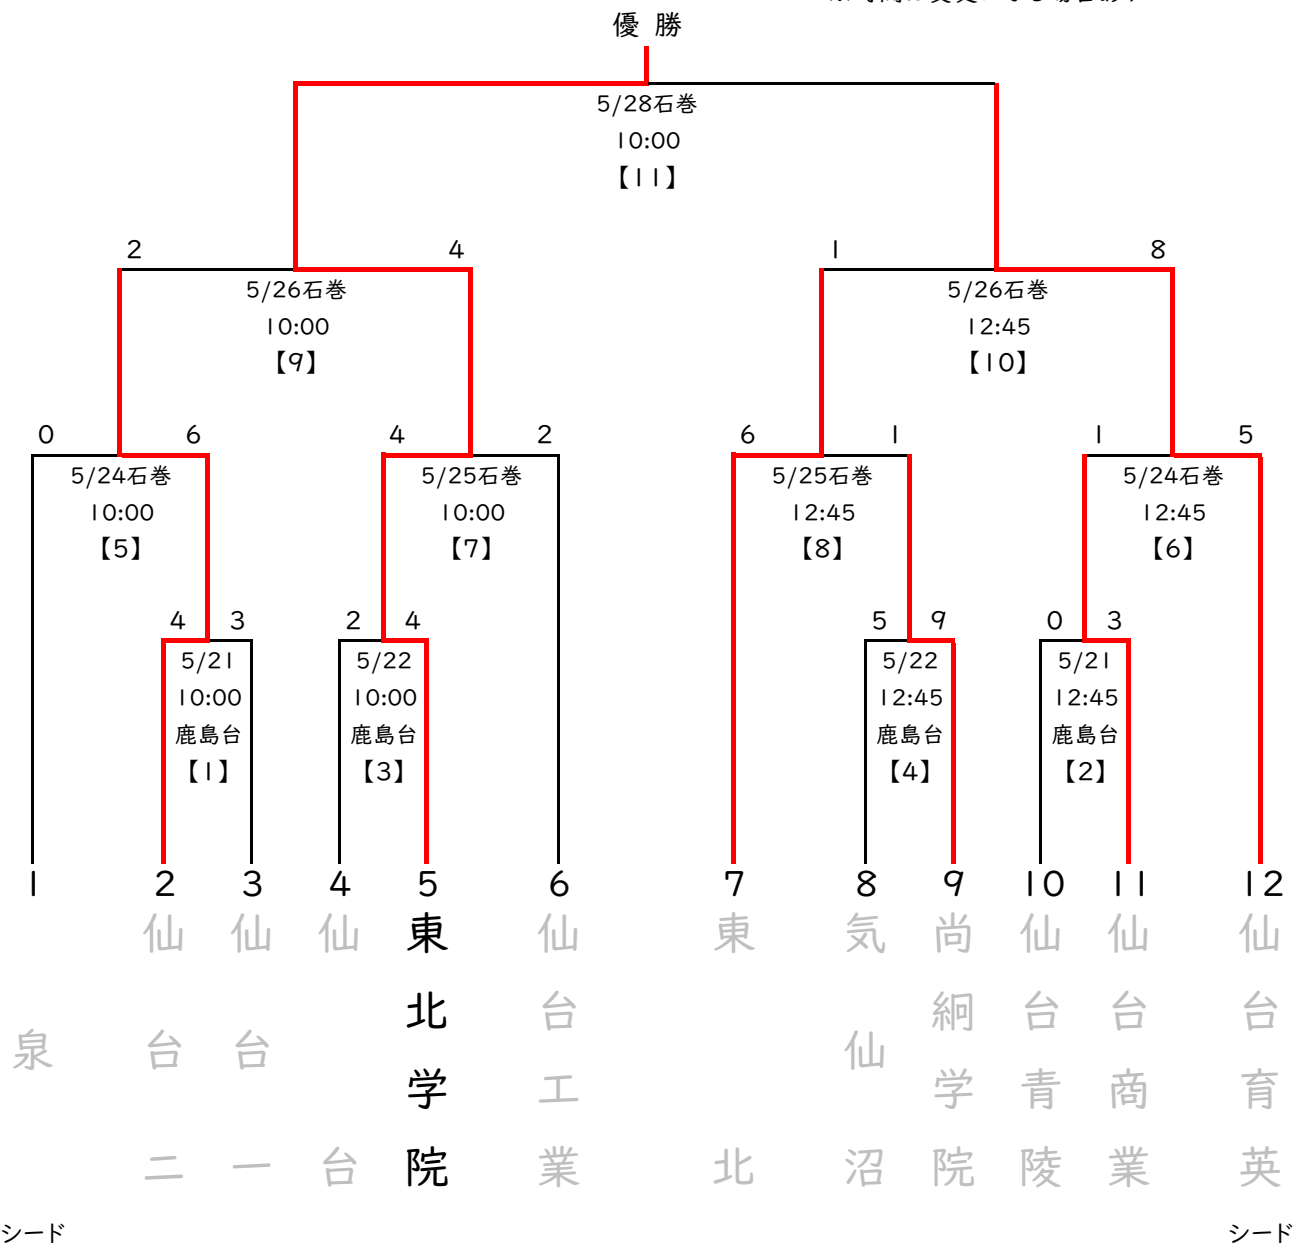 優勝
5/28石巻
10:00
【11】
2 4
1 8
5/26石巻
10:00
【9】
5/26石巻
12:45
【10】
0 6
4 2
6 1
1 5
5/24石巻
10:00
【5】
5/25石巻
10:00
【7】
5/25石巻
12:45
【8】
5/24石巻
12:45
【6】
4 3
2 4
5 9
0 3
5/21
10:00
鹿島台
【1】
5/22
10:00
鹿島台
【3】
5/22
12:45
鹿島台
【4】
5/21
12:45
鹿島台
【2】
1
泉
2
仙台二
3
仙台一
4
仙台
5
東北学院
6
仙台工業
7
東北
8
気仙沼
9
尚絅学院
10
仙台青陵
11
仙台商業
12
仙台育英
シード
シード